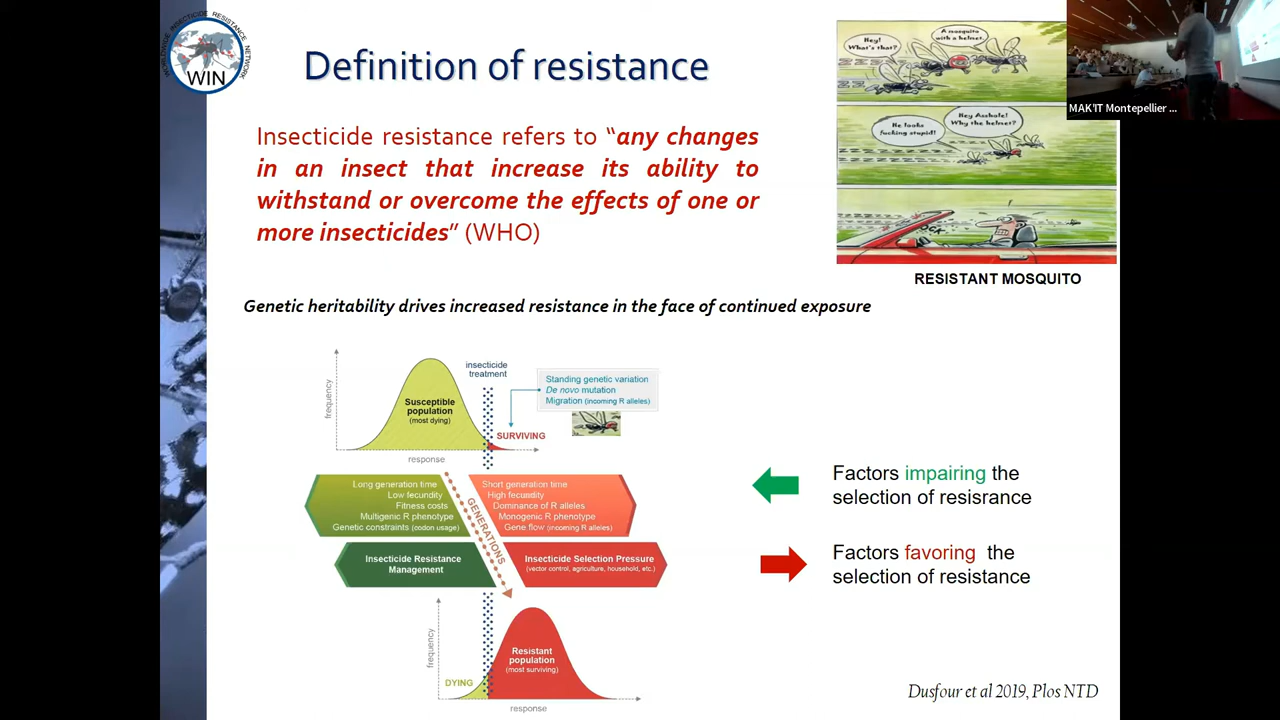 WORLDWIDE INSECTICIDE RESISTANCE NETWORK
WIN
Definition of resistance
Insecticide resistance refers to “any changes
in an insect that increase its ability to
withstand or overcome the effects of one or
more insecticides” (WHO)
Hey!
What's that?
A mosquito
with a helmet.
He looks
fucking stupid!
Hey Asshole!
Why the helmet?
RESISTANT MOSQUITO
MAK'IT Montepellier ...
Genetic heritability drives increased resistance in the face of continued exposure
frequency
Susceptible
population
(most dying)
insecticide
treatment
Standing genetic variation
De novo mutation
Migration (incoming R alleles)
SURVIVING
response
Long generation time
Low fecundity
Fitness costs
Multigenic R phenotype
Genetic constraints (codon usage)
GENERATIONS
Short generation time
High fecundity
Dominance of R alleles
Monogenic R phenotype
Gene flow (incoming R alleles)
Insecticide Resistance
Management
Insecticide Selection Pressure
(vector control, agriculture, household, etc.)
Factors impairing the
selection of resisrance
Factors favoring the
selection of resistance
frequency
DYING
Resistant
population
(most surviving)
response
Dusfour et al 2019, Plos NTD